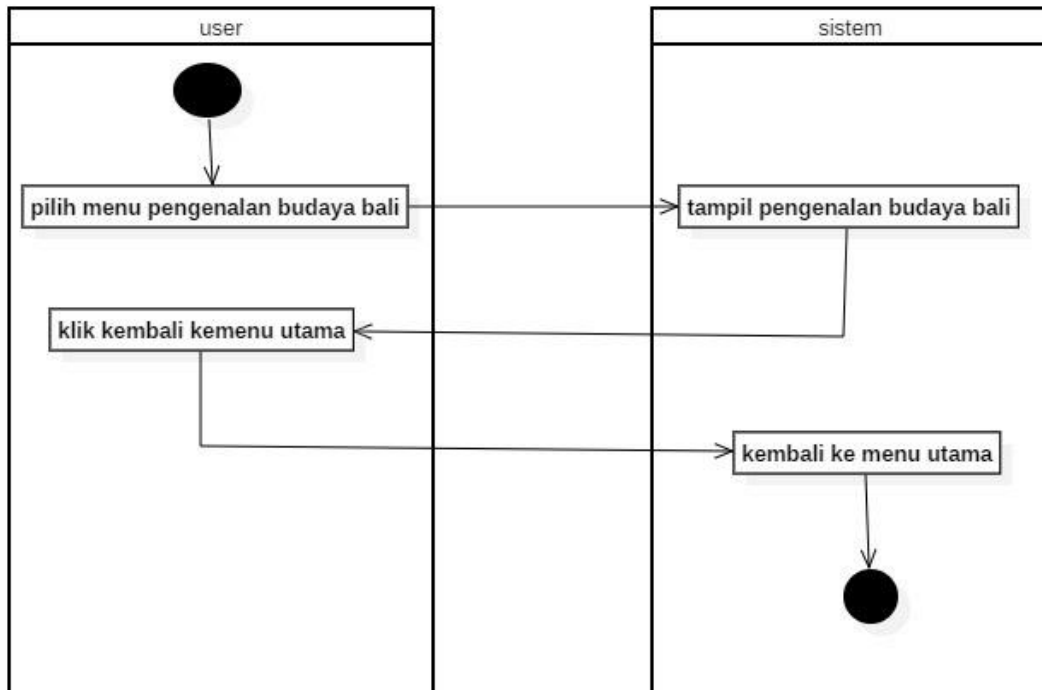 user
sistem
pilih menu pengenalan budaya bali
tampil pengenalan budaya bali
klik kembali kemenu utama
kembali ke menu utama